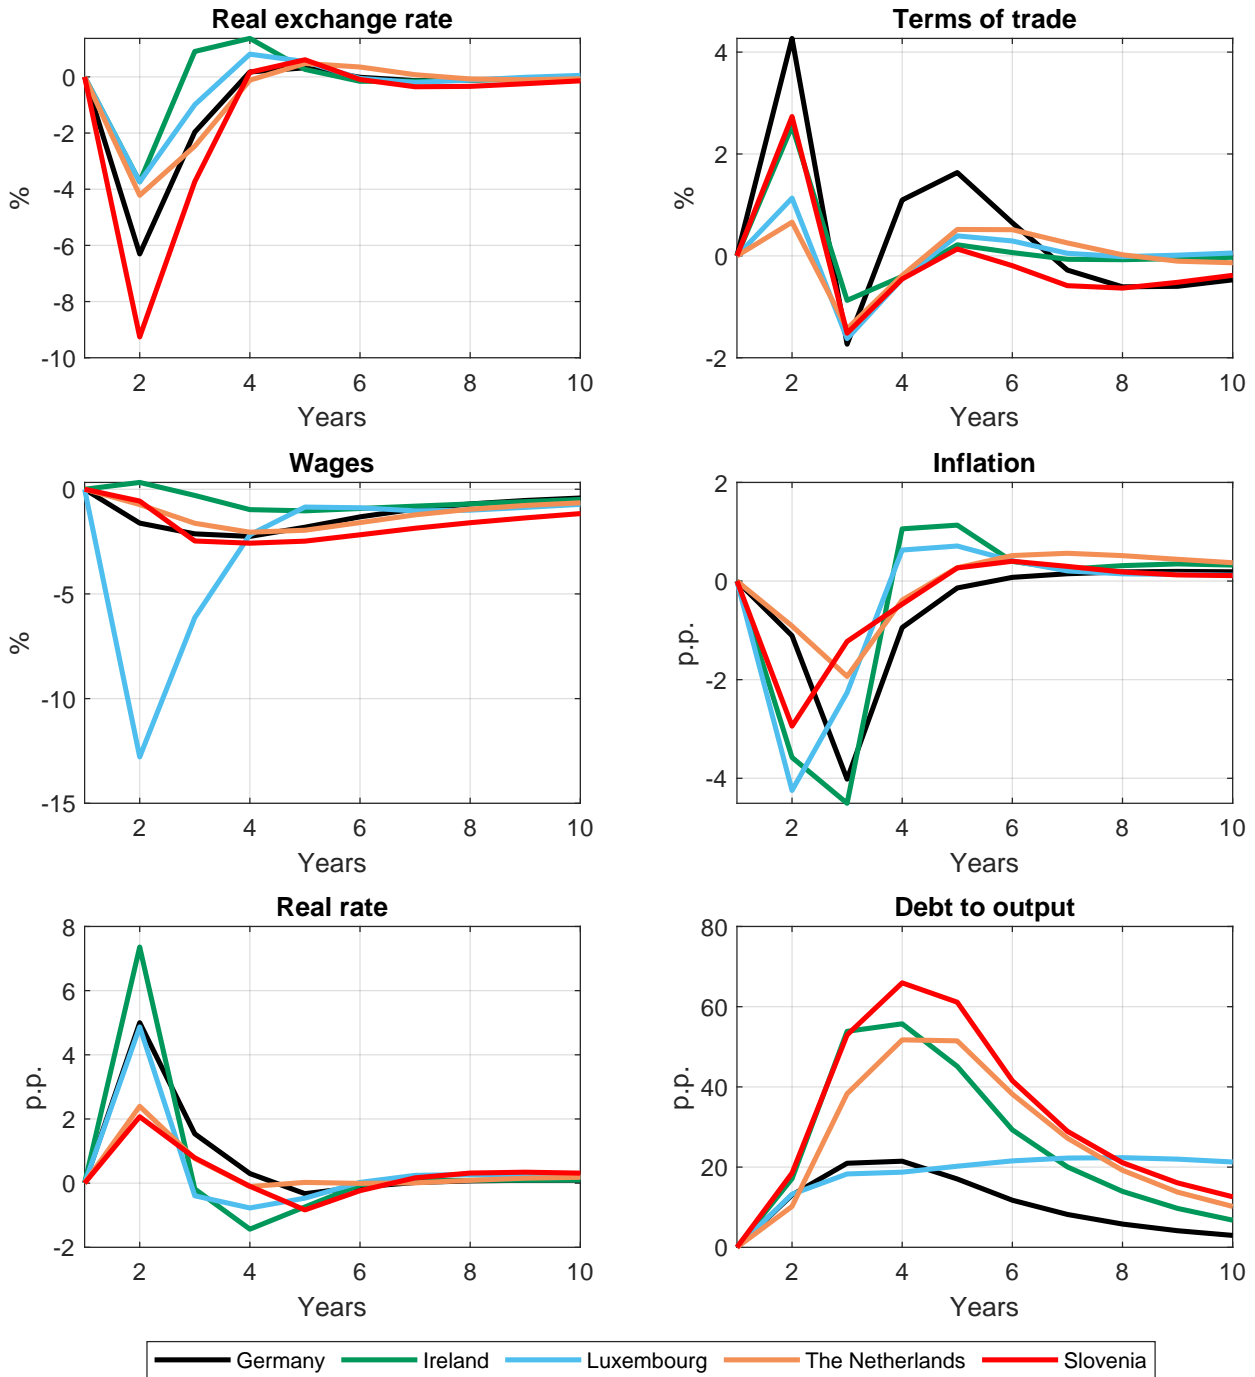 Real exchange rate
Terms of trade
0
-2
-4
-6
-8
-10
%
2 4 6 8 10
Years
4
2
0
-2
%
2 4 6 8 10
Years
Wages
Inflation
0
-5
-10
-15
%
2 4 6 8 10
Years
2
0
-2
-4
p.p.
2 4 6 8 10
Years
Real rate
Debt to output
8
6
4
2
0
-2
p.p.
2 4 6 8 10
Years
80
60
40
20
0
p.p.
2 4 6 8 10
Years
Germany Ireland Luxembourg The Netherlands Slovenia